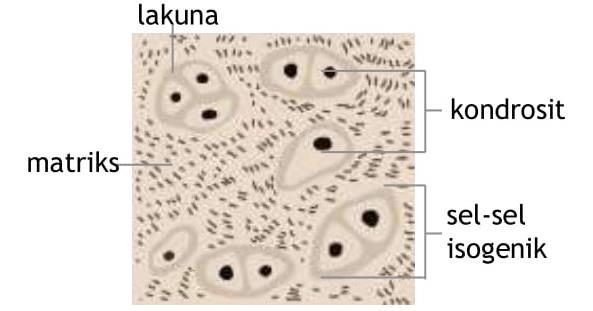 lakuna
kondrosit
matriks
sel-sel
isogenik